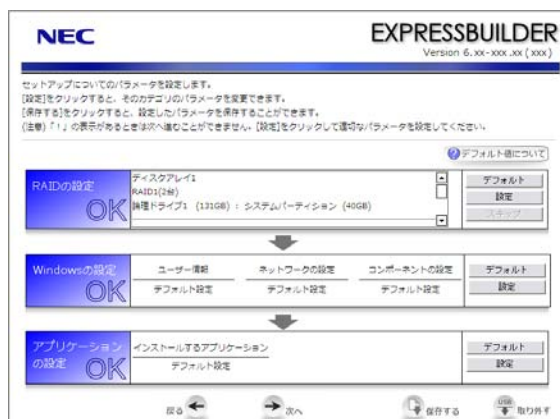 NEC
EXPRESSBUILDER
Version 6.xx-xxx.xx (xxx)
セットアップについてのパラメータを設定します。
[設定]をクリックすると、そのカテゴリのパラメータを変更できます。
[保存する]をクリックすると、設定したパラメータを保存することができます。
(注意)「！」の表示があるときは次へ進むことができません。[設定]をクリックして適切なパラメータを設定してください。
デフォルト値について
RAIDの設定
OK
ディスクアレイ1
RAID1(2台)
論理ドライブ1 (131GB) : システムパーティション (40GB)
デフォルト
設定
スキップ
Windowsの設定
OK
ユーザー情報 ネットワークの設定 コンポーネントの設定
デフォルト設定 デフォルト設定 デフォルト設定
デフォルト
設定
アプリケーション
の設定 OK
インストールするアプリケーション
デフォルト設定
デフォルト
設定
戻る 次へ 保存する USB 取り外す